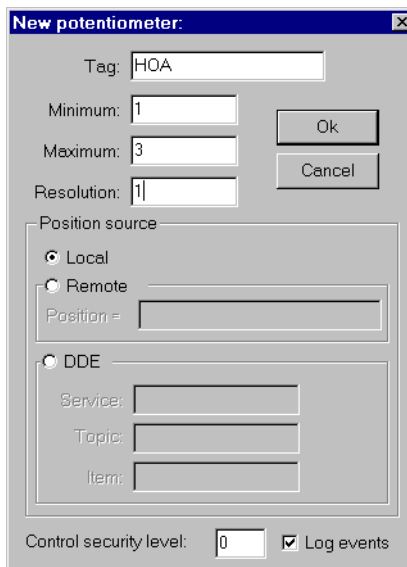 New potentiometer:
Tag: HOA
Minimum: 1
Maximum: 3
Resolution: 1
Ok
Cancel
Position source
Local
Remote
Position =
DDE
Service:
Topic:
Item:
Control security level: 0 Log events